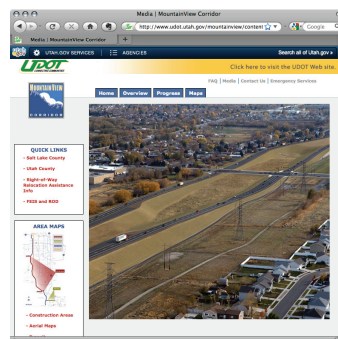 Media | MountainView Corridor
http://www.udot.utah.gov/mountainview/content
Google
Media | MountainView Corridor
UTAH.GOV SERVICES
AGENCIES
Search all of Utah.gov »
UDOT
Click here to visit the UDOT Web site.
FAQ | Media | Contact Us | Emergency Services
MOUNTAIN VIEW
CORRIDOR
Home
Overview
Progress
Maps
QUICK LINKS
- Salt Lake County
- Utah County
- Right-of-Way
Relocation Assistance
Info
- FEIS and ROD
AREA MAPS
- Construction Areas
- Aerial Maps